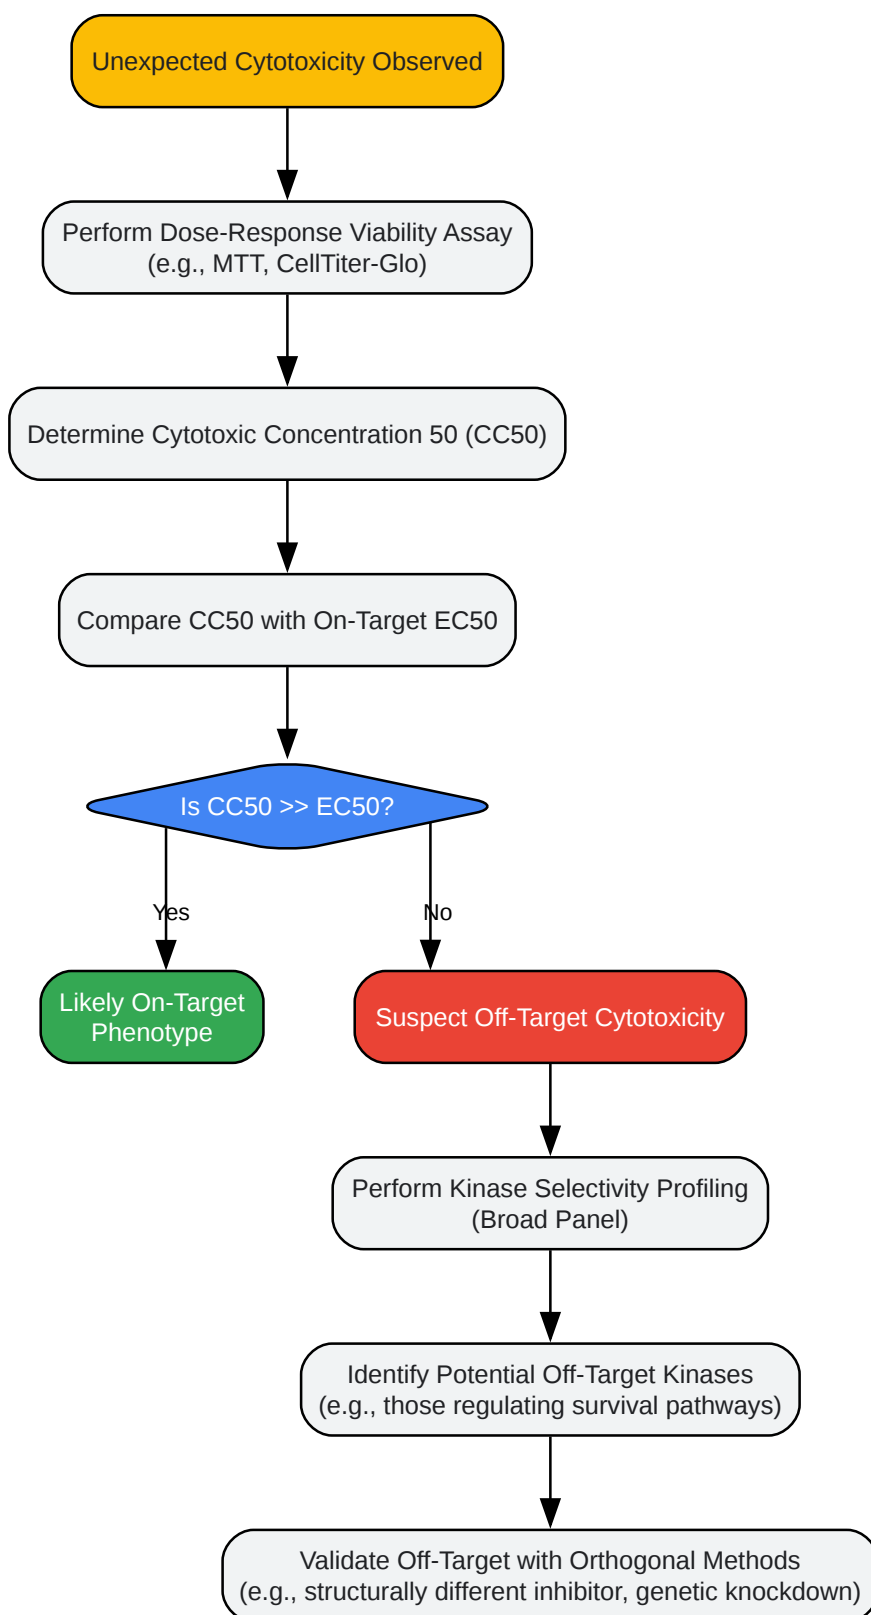 Unexpected Cytotoxicity Observed
Perform Dose-Response Viability Assay
(e.g., MTT, CellTiter-Glo)
Determine Cytotoxic Concentration 50 (CC50)
Compare CC50 with On-Target EC50
Is CC50 >> EC50?
Yes
No
Likely On-Target
Phenotype
Suspect Off-Target Cytotoxicity
Perform Kinase Selectivity Profiling
(Broad Panel)
Identify Potential Off-Target Kinases
(e.g., those regulating survival pathways)
Validate Off-Target with Orthogonal Methods
(e.g., structurally different inhibitor, genetic knockdown)